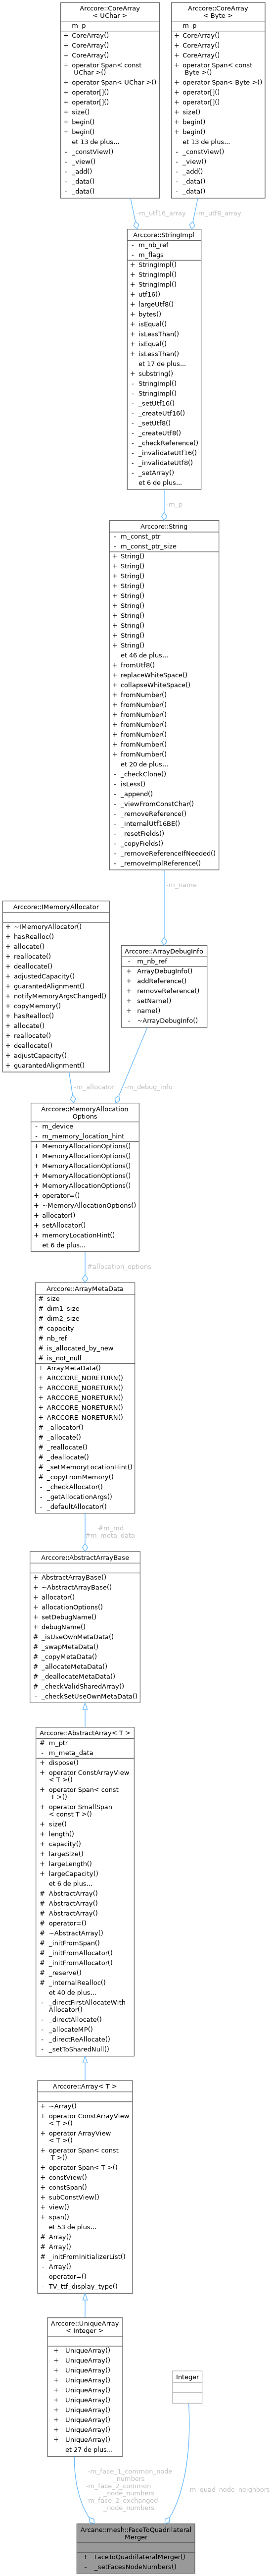 Arccore::CoreArray
< UChar >
- m_p
+ CoreArray()
+ CoreArray()
+ CoreArray()
+ operator Span< const
UChar >()
+ operator Span< UChar >()
+ operator[]()
+ operator[]()
+ size()
+ begin()
+ begin()
et 13 de plus...
- _constView()
- _view()
- _add()
- _data()
- _data()
Arccore::CoreArray
< Byte >
- m_p
+ CoreArray()
+ CoreArray()
+ CoreArray()
+ operator Span< const
Byte >()
+ operator Span< Byte >()
+ operator[]()
+ operator[]()
+ size()
+ begin()
+ begin()
et 13 de plus...
- _constView()
- _view()
- _add()
- _data()
- _data()
-m_utf16_array
-m_utf8_array
Arccore::StringImpl
- m_nb_ref
- m_flags
+ StringImpl()
+ StringImpl()
+ StringImpl()
+ utf16()
+ largeUtf8()
+ bytes()
+ isEqual()
+ isLessThan()
+ isEqual()
+ isLessThan()
et 17 de plus...
+ substring()
- StringImpl()
- StringImpl()
- _setUtf16()
- _createUtf16()
- _setUtf8()
- _createUtf8()
- _checkReference()
- _invalidateUtf16()
- _invalidateUtf8()
- _setArray()
et 6 de plus...
-m_p
Arccore::String
- m_const_ptr
- m_const_ptr_size
+ String()
+ String()
+ String()
+ String()
+ String()
+ String()
+ String()
+ String()
+ String()
+ String()
et 46 de plus...
+ fromUtf8()
+ replaceWhiteSpace()
+ collapseWhiteSpace()
+ fromNumber()
+ fromNumber()
+ fromNumber()
+ fromNumber()
+ fromNumber()
+ fromNumber()
+ fromNumber()
et 20 de plus...
- _checkClone()
- isLess()
- _append()
- _viewFromConstChar()
- _removeReference()
- _internalUtf16BE()
- _resetFields()
- _copyFields()
- _removeReferenceIfNeeded()
- _removeImplReference()
-m_name
Arccore::IMemoryAllocator
+ ~IMemoryAllocator()
+ hasRealloc()
+ allocate()
+ reallocate()
+ deallocate()
+ adjustedCapacity()
+ guarantedAlignment()
+ notifyMemoryArgsChanged()
+ copyMemory()
+ hasRealloc()
+ allocate()
+ reallocate()
+ deallocate()
+ adjustCapacity()
+ guarantedAlignment()
Arccore::ArrayDebugInfo
- m_nb_ref
+ ArrayDebugInfo()
+ addReference()
+ removeReference()
+ setName()
+ name()
- ~ArrayDebugInfo()
-m_allocator
-m_debug_info
Arccore::MemoryAllocation
Options
- m_device
- m_memory_location_hint
+ MemoryAllocationOptions()
+ MemoryAllocationOptions()
+ MemoryAllocationOptions()
+ MemoryAllocationOptions()
+ MemoryAllocationOptions()
+ operator=()
+ ~MemoryAllocationOptions()
+ allocator()
+ setAllocator()
+ memoryLocationHint()
et 6 de plus...
#allocation_options
Arccore::ArrayMetaData
# size
# dim1_size
# dim2_size
# capacity
# nb_ref
# is_allocated_by_new
# is_not_null
+ ArrayMetaData()
+ ARCCORE_NORETURN()
+ ARCCORE_NORETURN()
+ ARCCORE_NORETURN()
+ ARCCORE_NORETURN()
+ ARCCORE_NORETURN()
# _allocator()
# _allocate()
# _reallocate()
# _deallocate()
# _setMemoryLocationHint()
# _copyFromMemory()
- _checkAllocator()
- _getAllocationArgs()
- _defaultAllocator()
#m_md
#m_meta_data
Arccore::AbstractArrayBase
+ AbstractArrayBase()
+ ~AbstractArrayBase()
+ allocator()
+ allocationOptions()
+ setDebugName()
+ debugName()
# _isUseOwnMetaData()
# _swapMetaData()
# _copyMetaData()
# _allocateMetaData()
# _deallocateMetaData()
# _checkValidSharedArray()
- _checkSetUseOwnMetaData()
Arccore::AbstractArray< T >
# m_ptr
- m_meta_data
+ dispose()
+ operator ConstArrayView
< T >()
+ operator Span< const
T >()
+ operator SmallSpan
< const T >()
+ size()
+ length()
+ capacity()
+ largeSize()
+ largeLength()
+ largeCapacity()
et 6 de plus...
# AbstractArray()
# AbstractArray()
# AbstractArray()
# operator=()
# ~AbstractArray()
# _initFromSpan()
# _initFromAllocator()
# _initFromAllocator()
# _reserve()
# _internalRealloc()
et 40 de plus...
- _directFirstAllocateWith
Allocator()
- _directAllocate()
- _allocateMP()
- _directReAllocate()
- _setToSharedNull()
Arccore::Array< T >
+ ~Array()
+ operator ConstArrayView
< T >()
+ operator ArrayView
< T >()
+ operator Span< const
T >()
+ operator Span< T >()
+ constView()
+ constSpan()
+ subConstView()
+ view()
+ span()
et 53 de plus...
# Array()
# Array()
# _initFromInitializerList()
- Array()
- operator=()
- TV_ttf_display_type()
Arccore::UniqueArray
< Integer >
+ UniqueArray()
+ UniqueArray()
+ UniqueArray()
+ UniqueArray()
+ UniqueArray()
+ UniqueArray()
+ UniqueArray()
+ UniqueArray()
+ UniqueArray()
+ UniqueArray()
et 27 de plus...
Integer
-m_face_1_common_node
_numbers
-m_face_2_common
_node_numbers
-m_face_2_exchanged
_node_numbers
-m_quad_node_neighbors
Arcane::mesh::FaceToQuadrilateral
Merger
+ FaceToQuadrilateralMerger()
- _setFacesNodeNumbers()